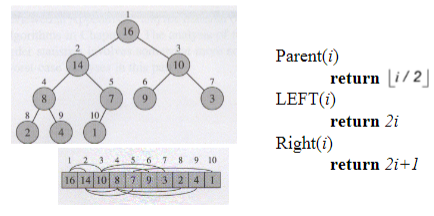 1
16
2 3
14 10
4 5 6 7
8 7 9 3
8 9 10
2 4 1
1 2 3 4 5 6 7 8 9 10
16 14 10 8 7 9 3 2 4 1
Parent(i)
return ⌊i/2⌋
LEFT(i)
return 2i
Right(i)
return 2i+1